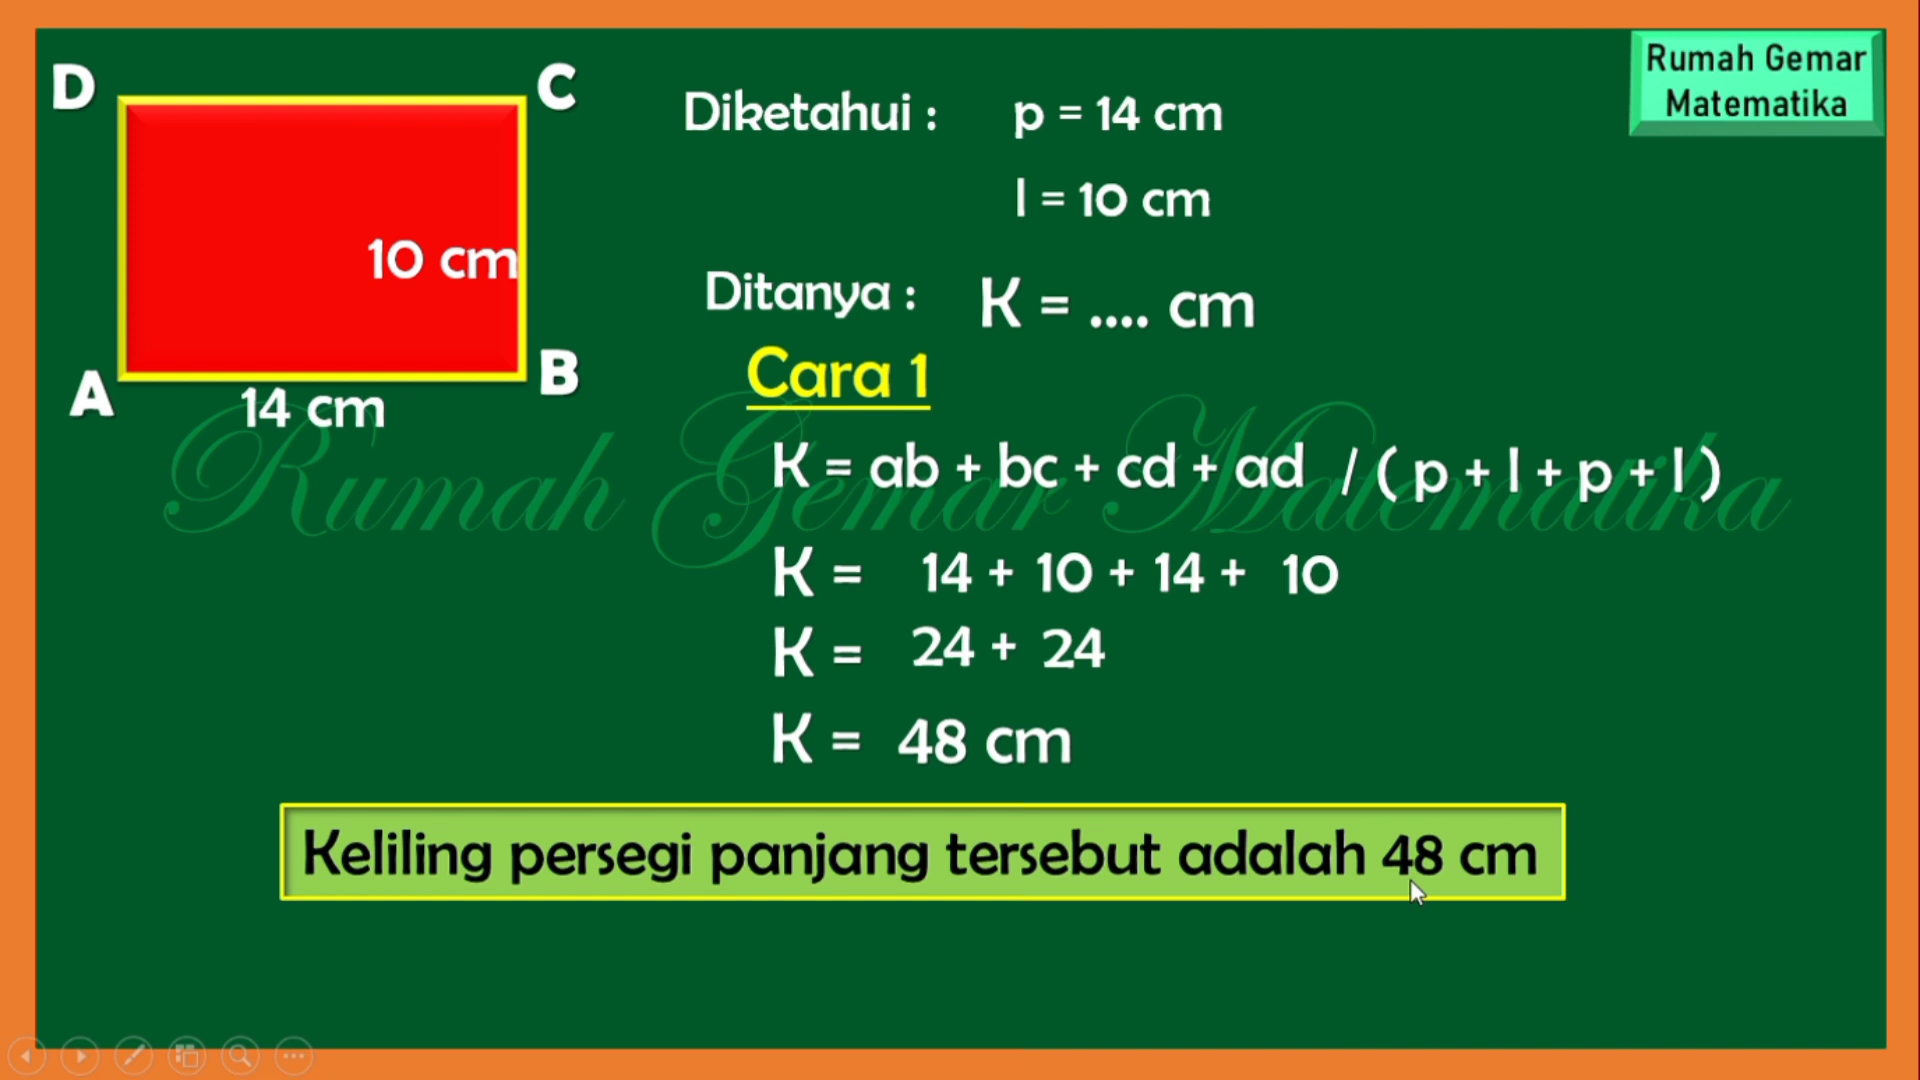 D
C
10 cm
A
B
14 cm
Rumah Gemar
Matematika
Diketahui : p = 14 cm
l = 10 cm
Ditanya : K = .... cm
Cara 1
Rumah Gemar Matematika
K = ab + bc + cd + ad / ( p + l + p + l )
K = 14 + 10 + 14 + 10
K = 24 + 24
K = 48 cm
Keliling persegi panjang tersebut adalah 48 cm